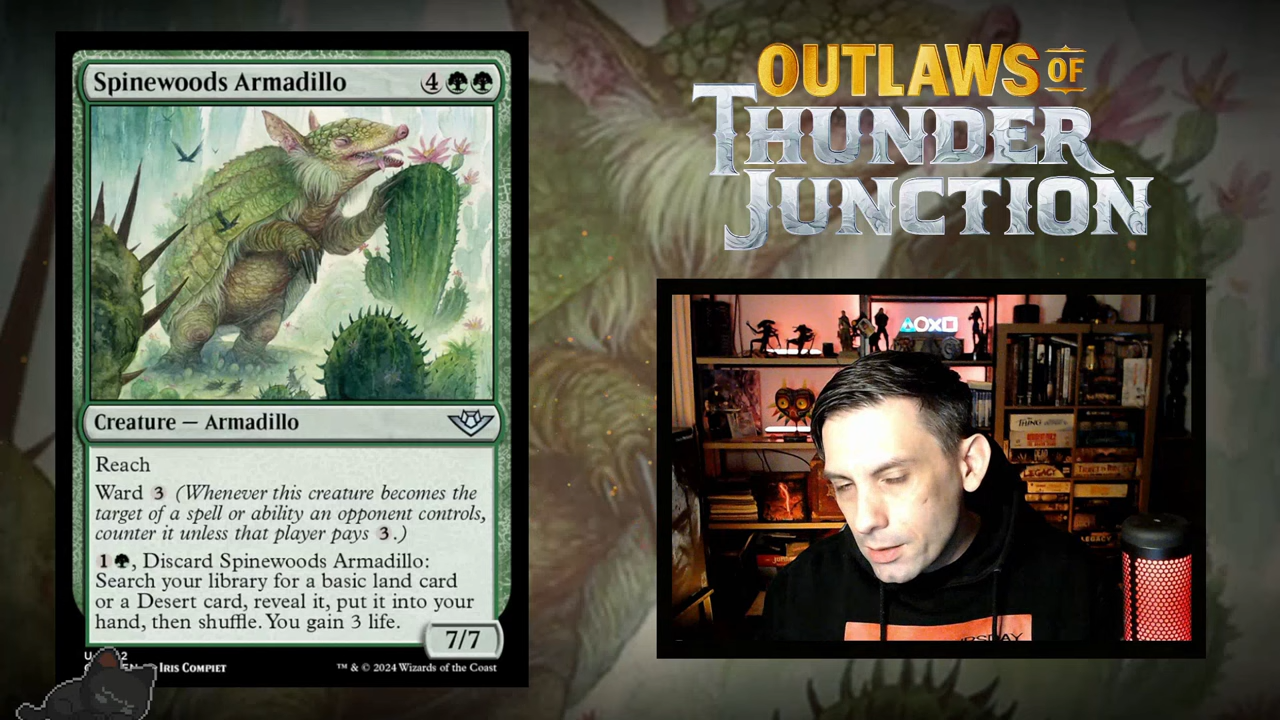 Spinewoods Armadillo 4
Creature — Armadillo
Reach
Ward 3 (Whenever this creature becomes the
target of a spell or ability an opponent controls,
counter it unless that player pays 3.)
1, Discard Spinewoods Armadillo:
Search your library for a basic land card
or a Desert card, reveal it, put it into your
hand, then shuffle. You gain 3 life.
7/7
IRIS COMPIET
™ & © 2024 Wizards of the Coast
OUTLAWS OF
THUNDER
JUNCTION
THING
LEGACY
LEGACY